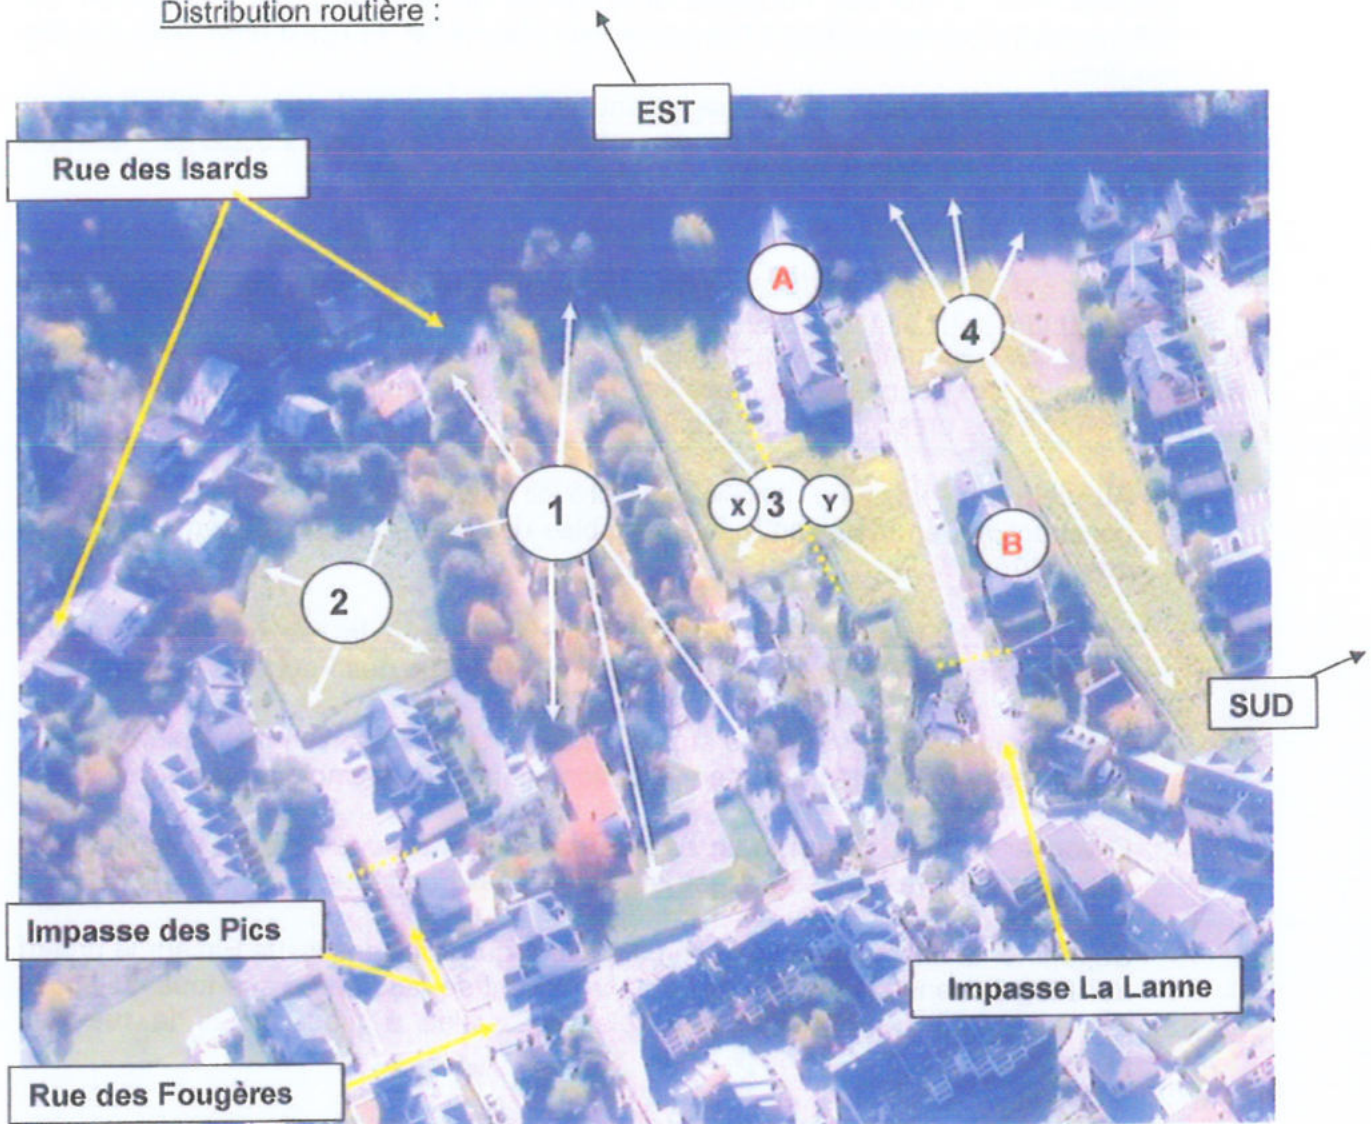 Distribution routière :
EST
Rue des Isards
A
4
1
X 3 Y
B
2
SUD
Impasse des Pics
Impasse La Lanne
Rue des Fougères